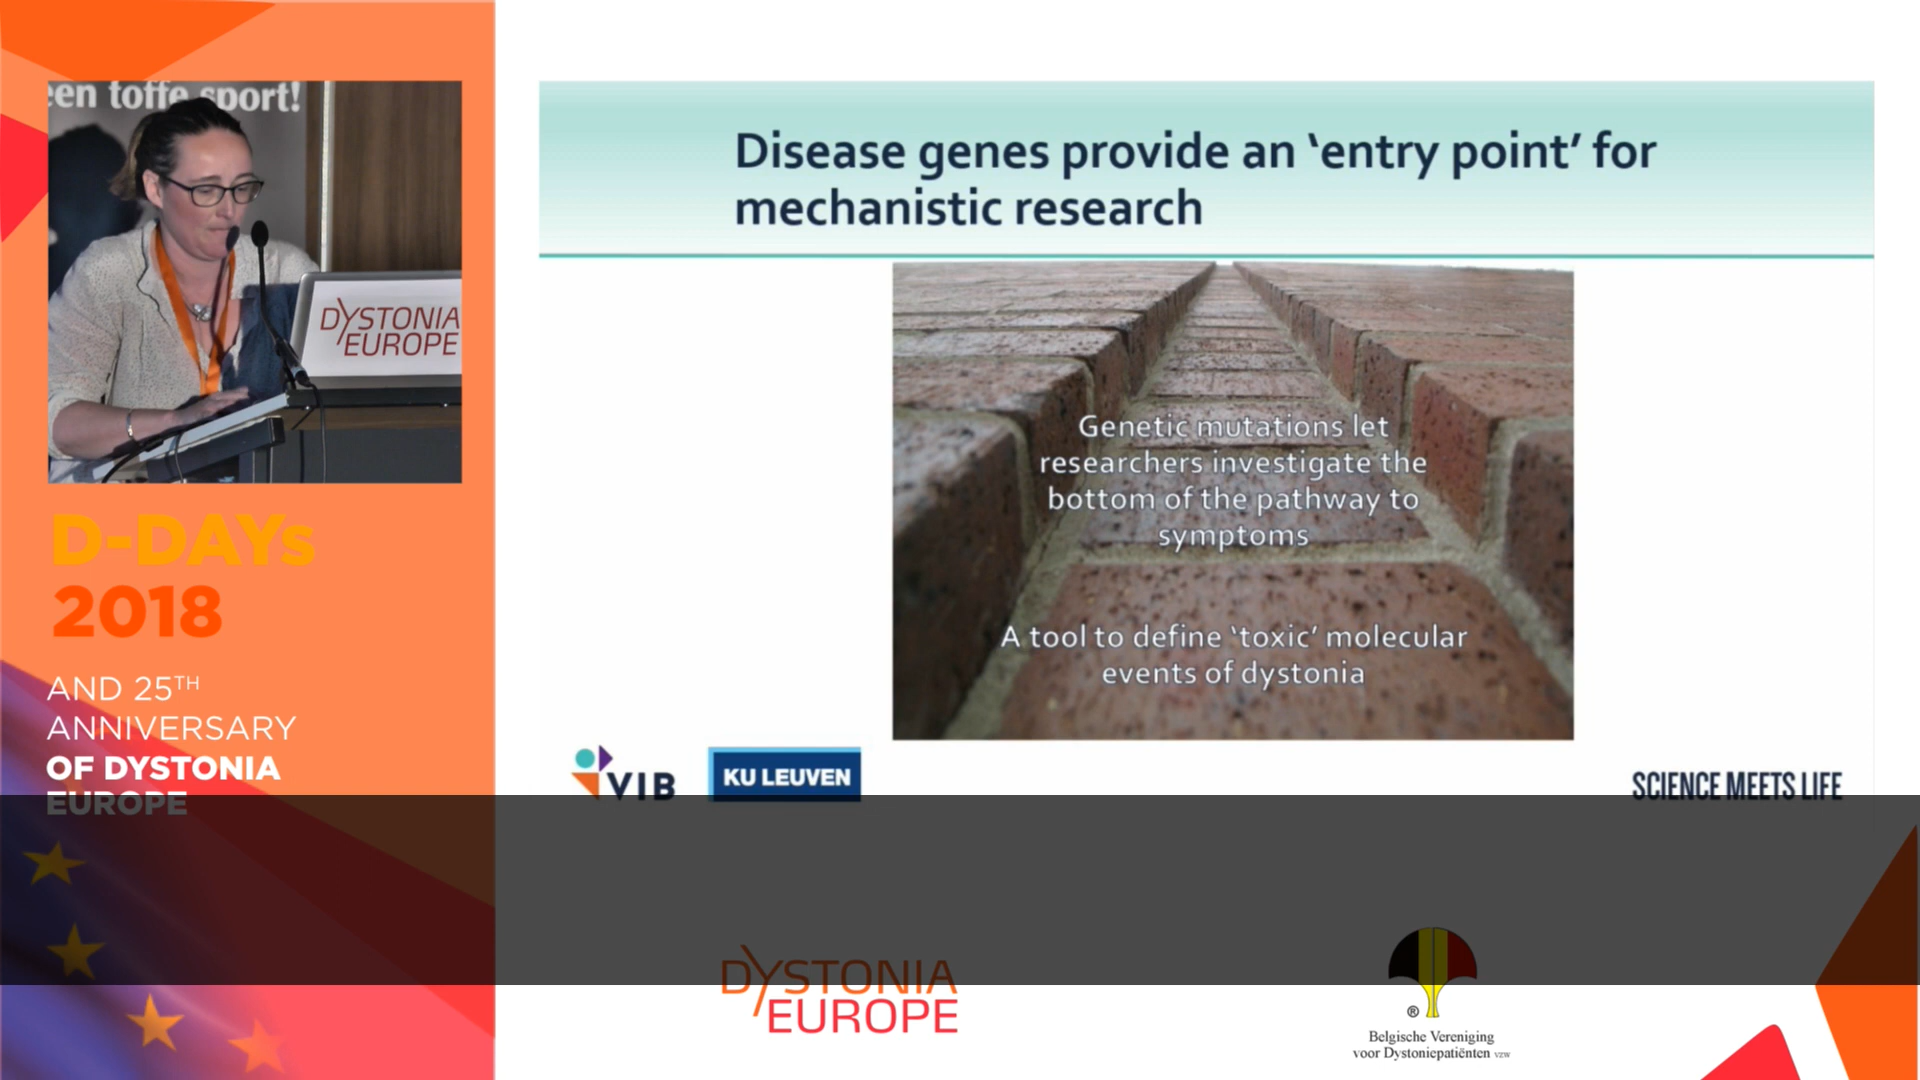 een toffe sport!
DYSTONIA
EUROPE
D-DAYs
2018
AND 25TH
ANNIVERSARY
OF DYSTONIA
EUROPE
Disease genes provide an ‘entry point’ for
mechanistic research
Genetic mutations let
researchers investigate the
bottom of the pathway to
symptoms
A tool to define ‘toxic’ molecular
events of dystonia
VIB
KU LEUVEN
SCIENCE MEETS LIFE
DYSTONIA
EUROPE
®
Belgische Vereniging
voor Dystoniepatiënten vzw